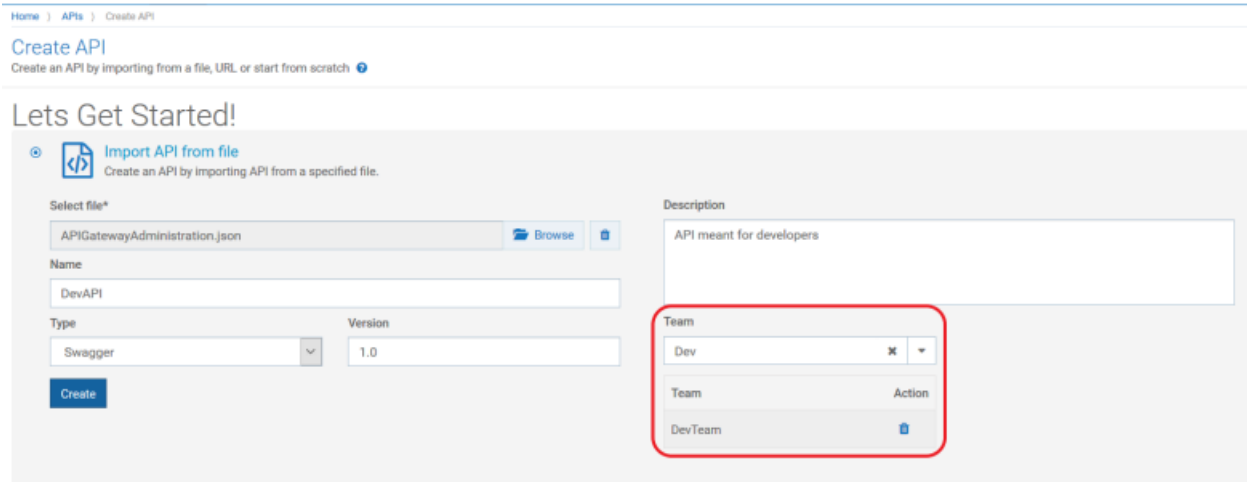 Home ) APIs ) Create API
Create API
Create an API by importing from a file, URL or start from scratch ?
Lets Get Started!
Import API from file
Create an API by importing API from a specified file.
Select file*
APIGatewayAdministration.json Browse
Name
DevAPI
Type Version
Swagger 1.0
Create
Description
API meant for developers
Team
Dev
Team Action
DevTeam